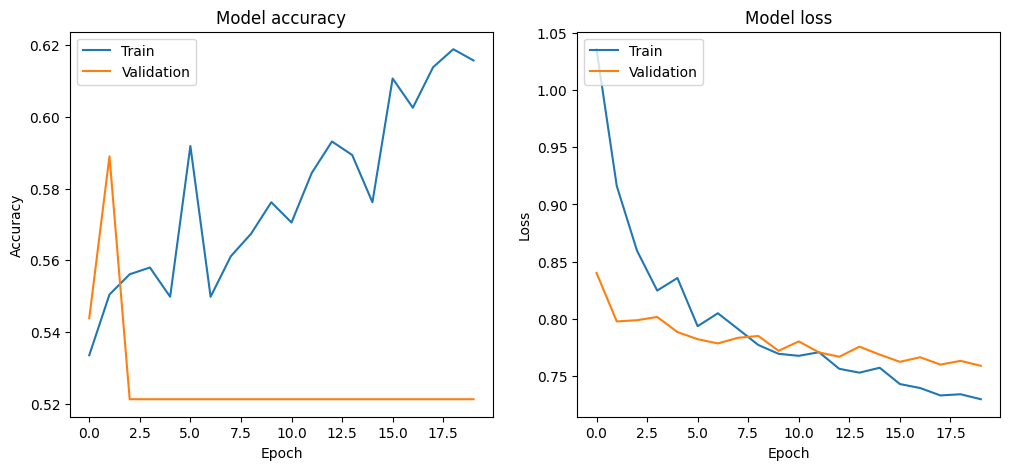 Model accuracy
Train
Validation
0.62
0.60
0.58
0.56
0.54
0.52
Accuracy
0.0
2.5
5.0
7.5
10.0
12.5
15.0
17.5
Epoch
Model loss
Train
Validation
1.05
1.00
0.95
0.90
0.85
0.80
0.75
Loss
0.0
2.5
5.0
7.5
10.0
12.5
15.0
17.5
Epoch